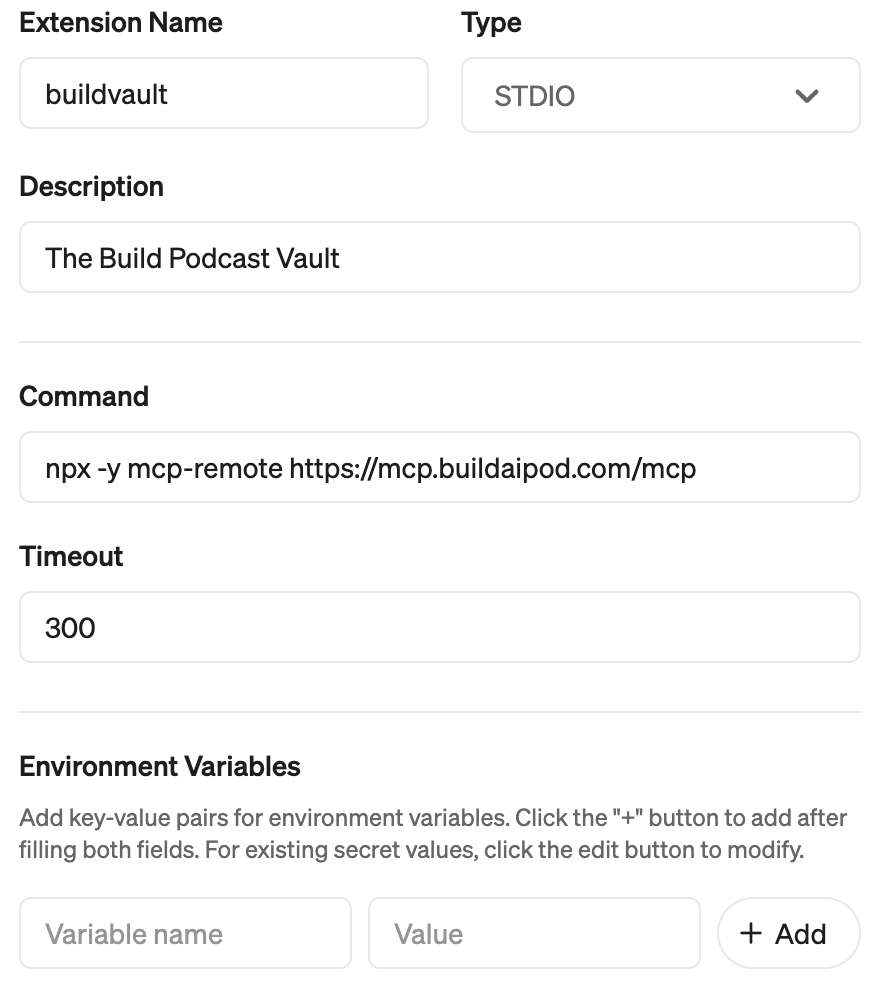 Extension Name
Type
buildvault
STDIO
Description
The Build Podcast Vault
Command
npx -y mcp-remote https://mcp.buildaipod.com/mcp
Timeout
300
Environment Variables
Add key-value pairs for environment variables. Click the "+" button to add after
filling both fields. For existing secret values, click the edit button to modify.
Variable name
Value
+ Add